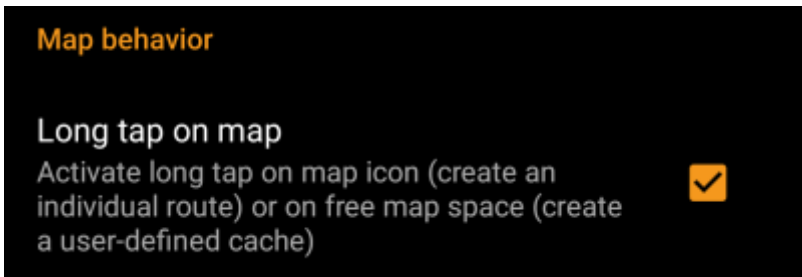 Map behavior
Long tap on map
Activate long tap on map icon (create an
individual route) or on free map space (create
a user-defined cache)